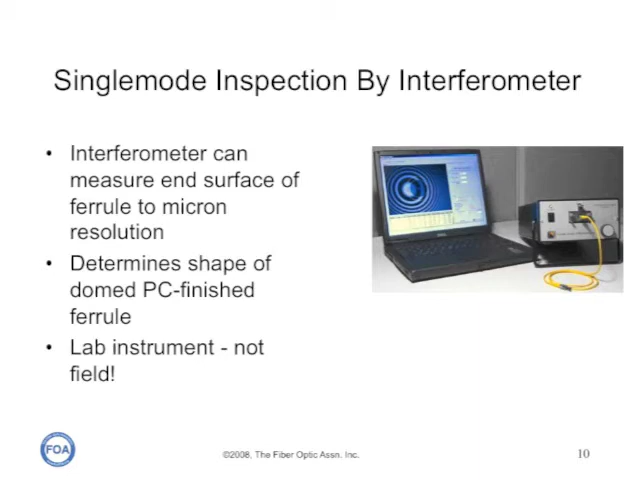 Singlemode Inspection By Interferometer
• Interferometer can
measure end surface of
ferrule to micron
resolution
• Determines shape of
domed PC-finished
ferrule
• Lab instrument - not
field!
FOA
©2008, The Fiber Optic Assn. Inc.
10